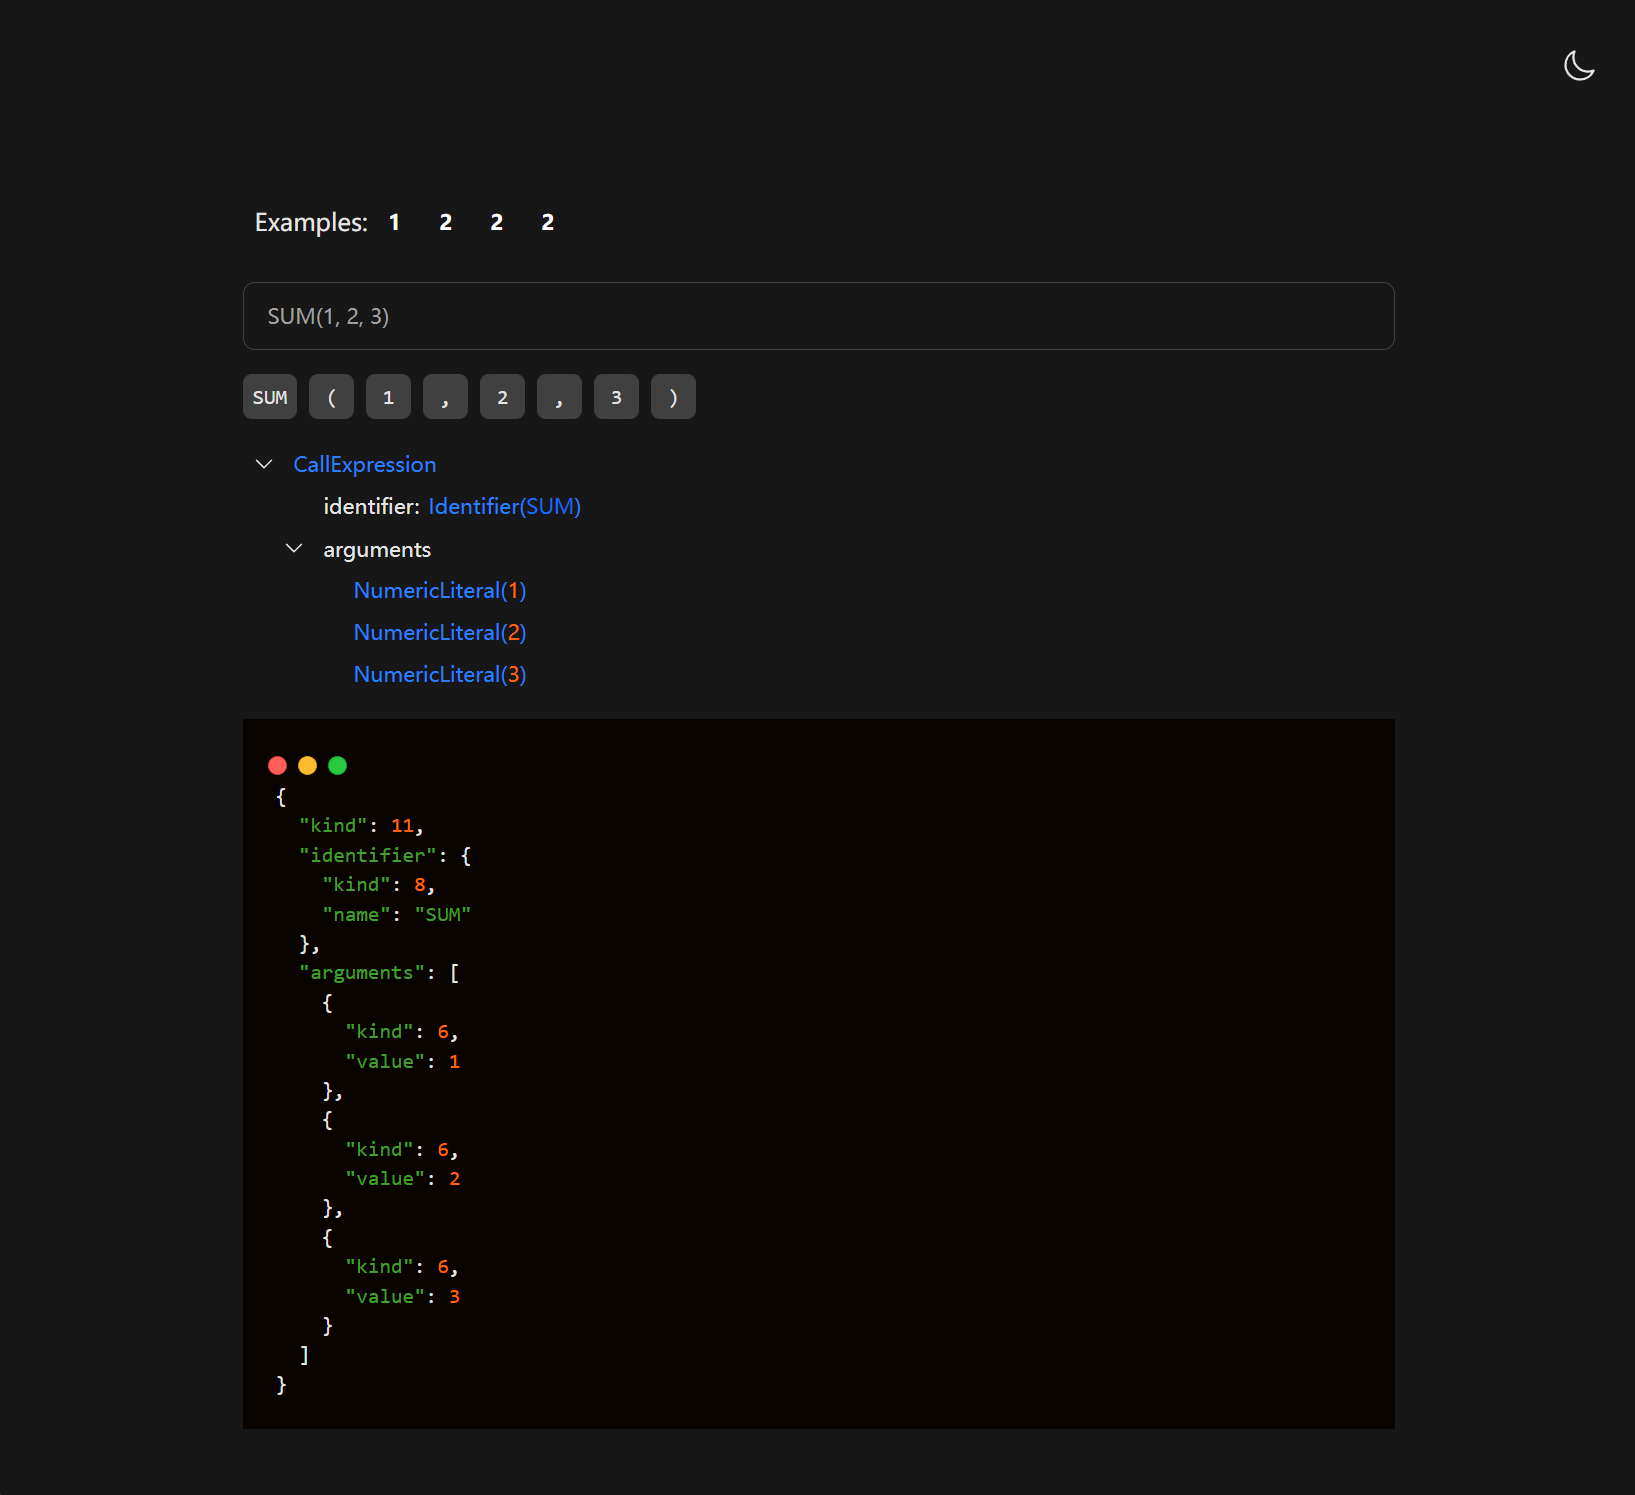 Examples: 1 2 2 2
SUM(1, 2, 3)
SUM ( 1 , 2 , 3 )
CallExpression
identifier: Identifier(SUM)
arguments
NumericLiteral(1)
NumericLiteral(2)
NumericLiteral(3)
{
  "kind": 11,
  "identifier": {
    "kind": 8,
    "name": "SUM"
  },
  "arguments": [
    {
      "kind": 6,
      "value": 1
    },
    {
      "kind": 6,
      "value": 2
    },
    {
      "kind": 6,
      "value": 3
    }
  ]
}